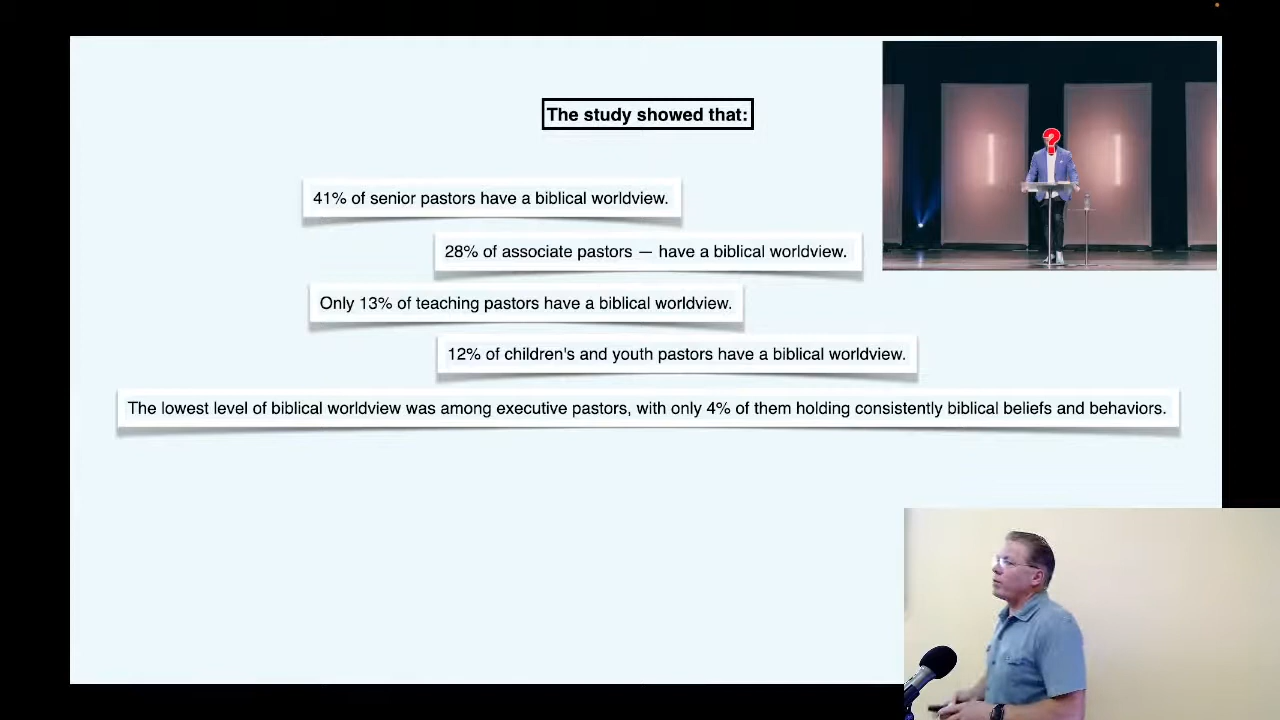 The study showed that:
41% of senior pastors have a biblical worldview.
28% of associate pastors — have a biblical worldview.
Only 13% of teaching pastors have a biblical worldview.
12% of children's and youth pastors have a biblical worldview.
The lowest level of biblical worldview was among executive pastors, with only 4% of them holding consistently biblical beliefs and behaviors.
?